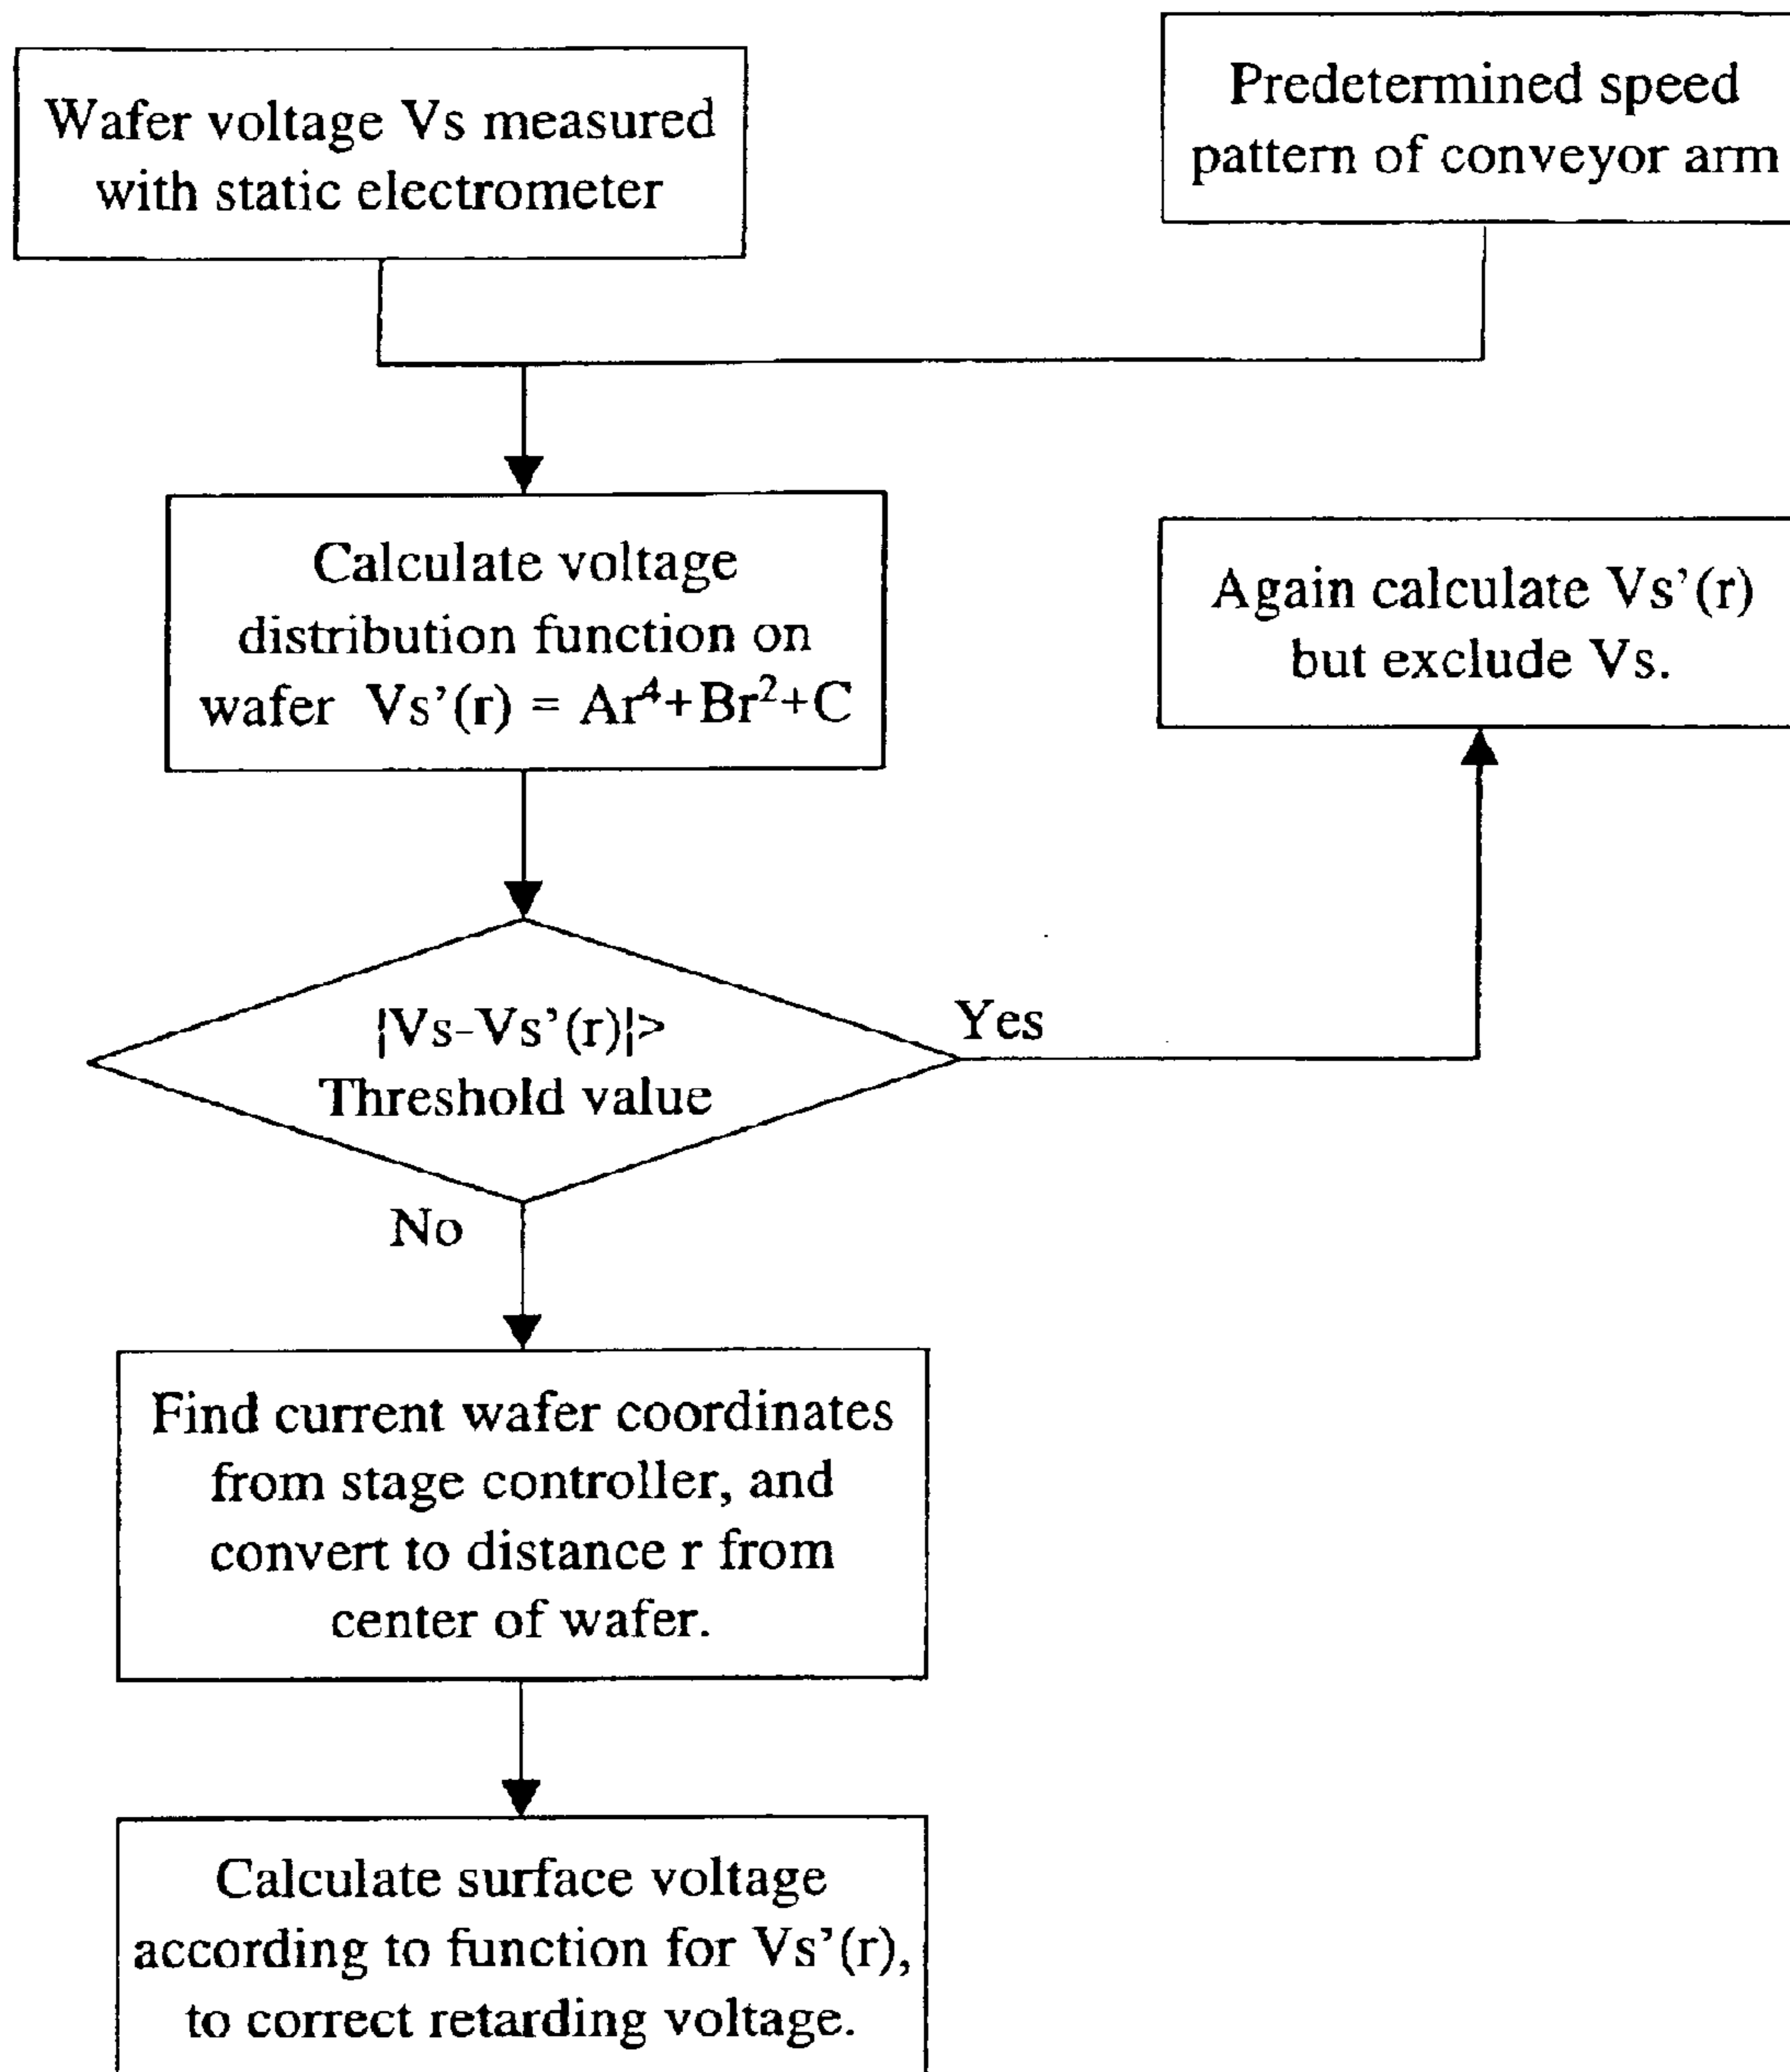 Wafer voltage Vs measured
with static electrometer
Predetermined speed
pattern of conveyor arm
Calculate voltage
distribution function on
wafer Vs’(r) = Ar⁴+Br²+C
Again calculate Vs’(r)
but exclude Vs.
|Vs-Vs’(r)|>
Threshold value
Yes
No
Find current wafer coordinates
from stage controller, and
convert to distance r from
center of wafer.
Calculate surface voltage
according to function for Vs’(r),
to correct retarding voltage.